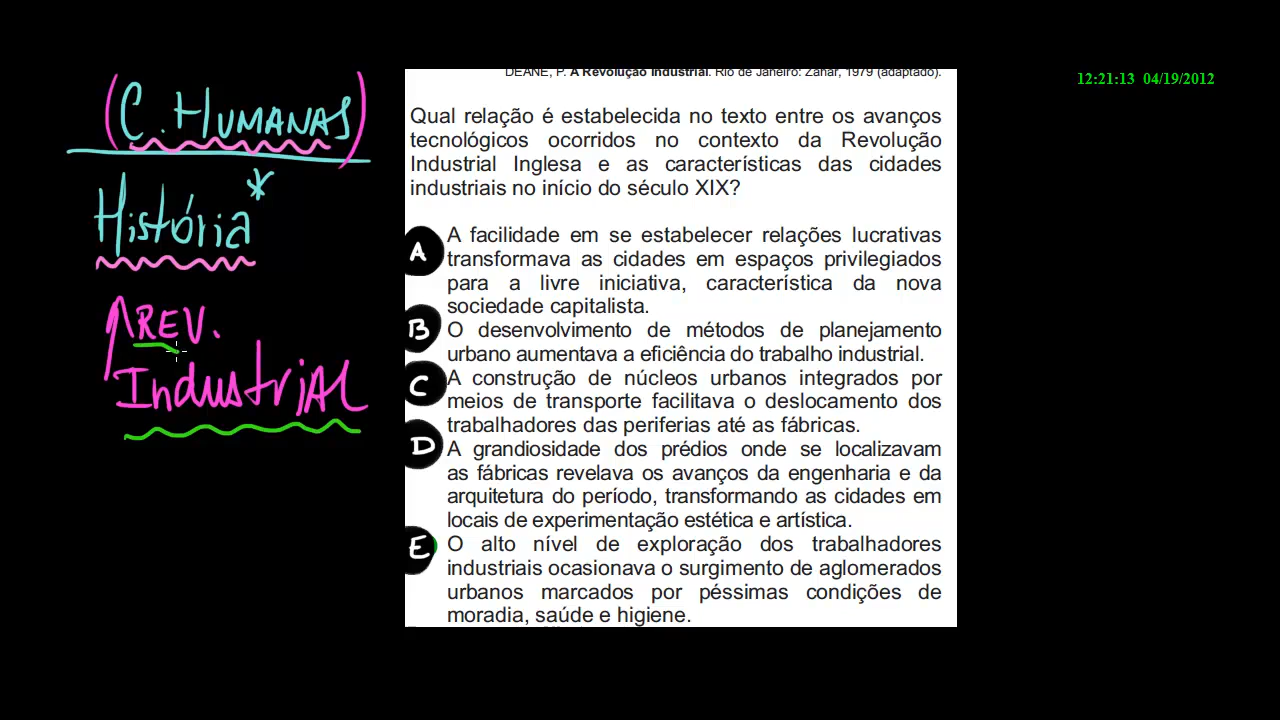 (C. HUMANAS)
História*
REV.
IndustriAL
DEANE, P. A Revolução Industrial. Rio de Janeiro: Zahar, 1979 (adaptado).
Qual relação é estabelecida no texto entre os avanços
tecnológicos ocorridos no contexto da Revolução
Industrial Inglesa e as características das cidades
industriais no início do século XIX?
A A facilidade em se estabelecer relações lucrativas
transformava as cidades em espaços privilegiados
para a livre iniciativa, característica da nova
sociedade capitalista.
B O desenvolvimento de métodos de planejamento
urbano aumentava a eficiência do trabalho industrial.
C A construção de núcleos urbanos integrados por
meios de transporte facilitava o deslocamento dos
trabalhadores das periferias até as fábricas.
D A grandiosidade dos prédios onde se localizavam
as fábricas revelava os avanços da engenharia e da
arquitetura do período, transformando as cidades em
locais de experimentação estética e artística.
E O alto nível de exploração dos trabalhadores
industriais ocasionava o surgimento de aglomerados
urbanos marcados por péssimas condições de
moradia, saúde e higiene.
12:21:13 04/19/2012